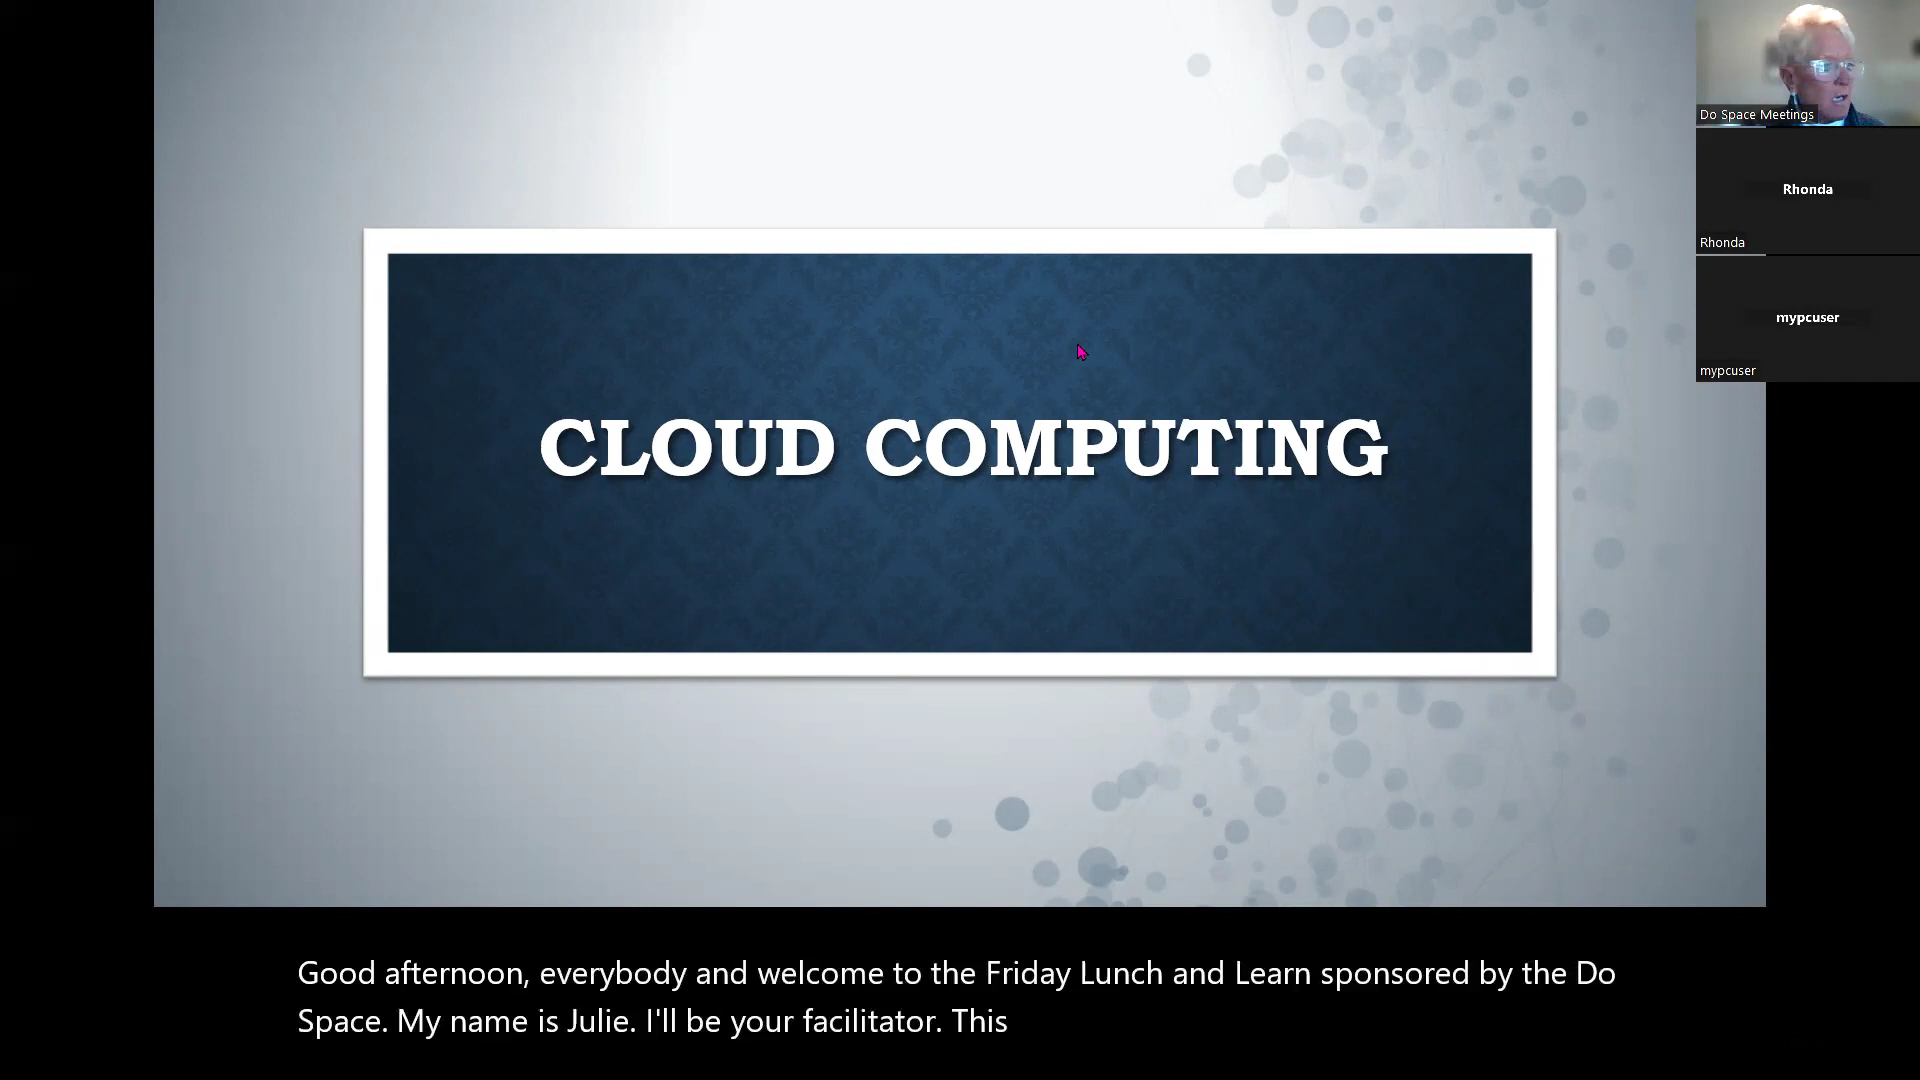 Do Space Meetings
Rhonda
Rhonda
mypcuser
mypcuser
CLOUD COMPUTING
Good afternoon, everybody and welcome to the Friday Lunch and Learn sponsored by the Do
Space. My name is Julie. I'll be your facilitator. This